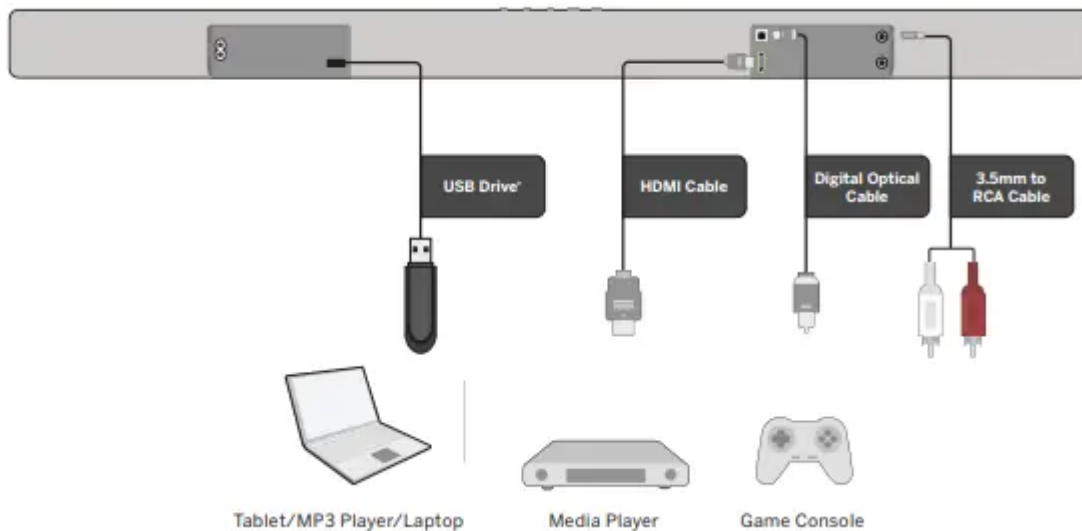 USB Drive*
HDMI Cable
Digital Optical
Cable
3.5mm to
RCA Cable
Tablet/MP3 Player/Laptop
Media Player
Game Console